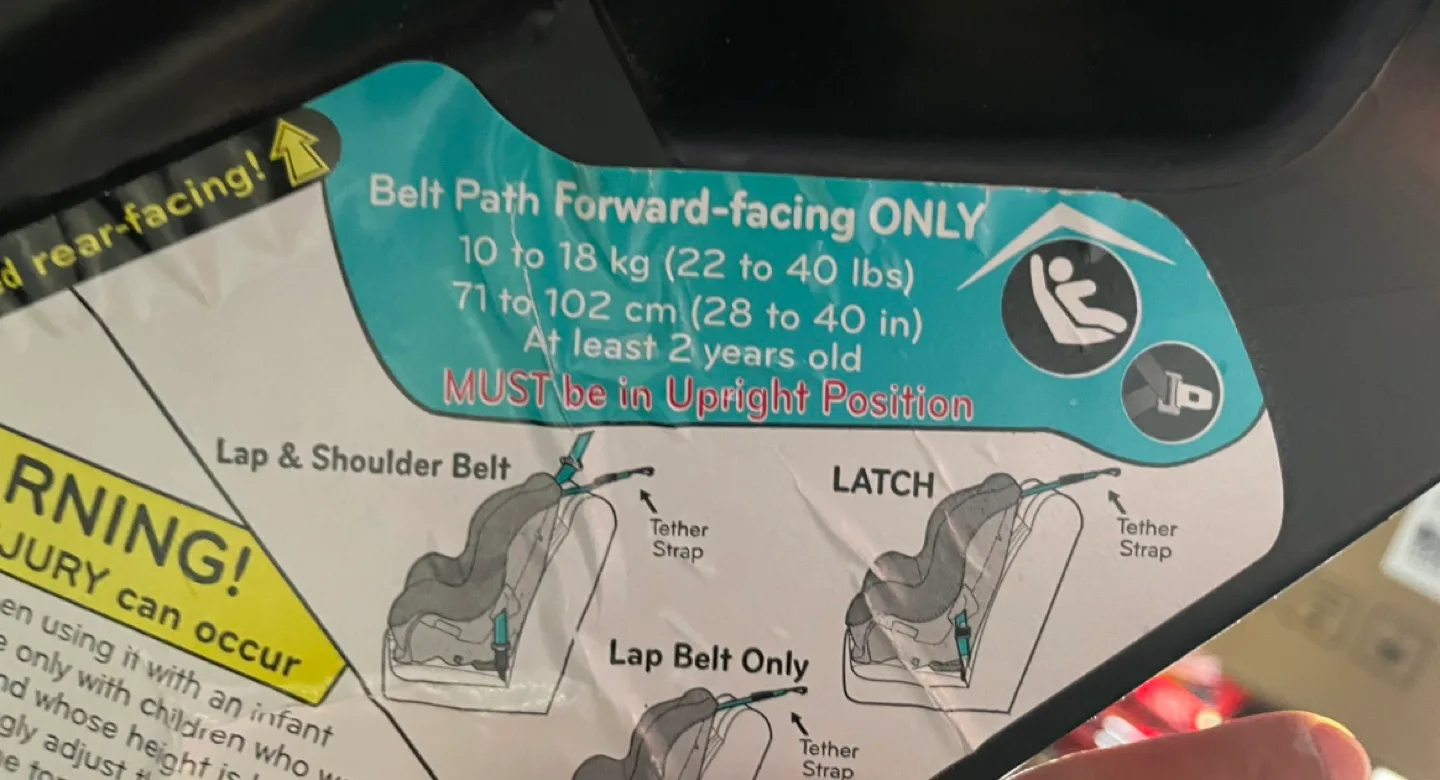 rear-facing!
Belt Path Forward-facing ONLY
10 to 18 kg (22 to 40 lbs)
71 to 102 cm (28 to 40 in)
At least 2 years old
MUST be in Upright Position
Lap & Shoulder Belt
Tether
Strap
LATCH
Tether
Strap
Lap Belt Only
Tether
Strap
RNING!
JURY can occur
en using it with an infant
only with children who
nd whose height is
gly adjust